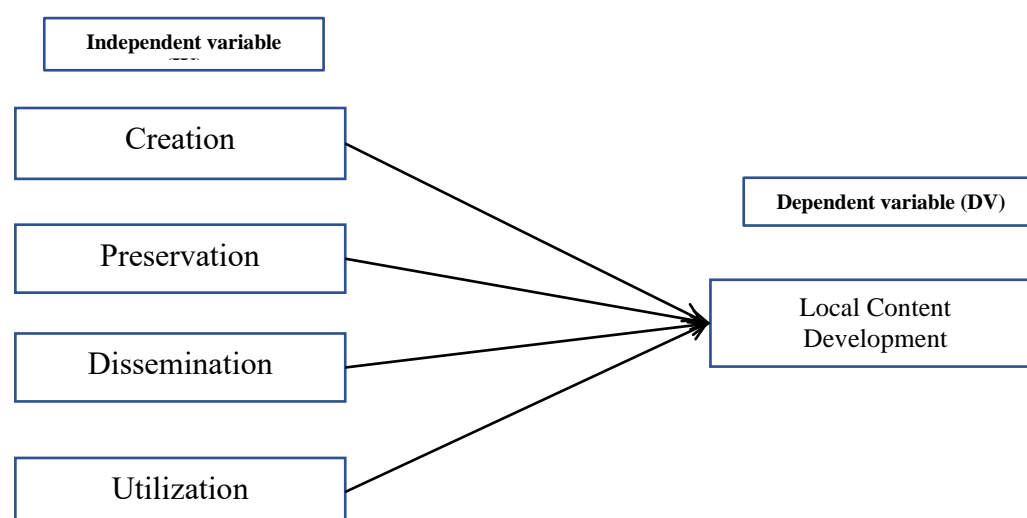 Independent variable
Creation
Preservation
Dissemination
Utilization
Dependent variable (DV)
Local Content
Development